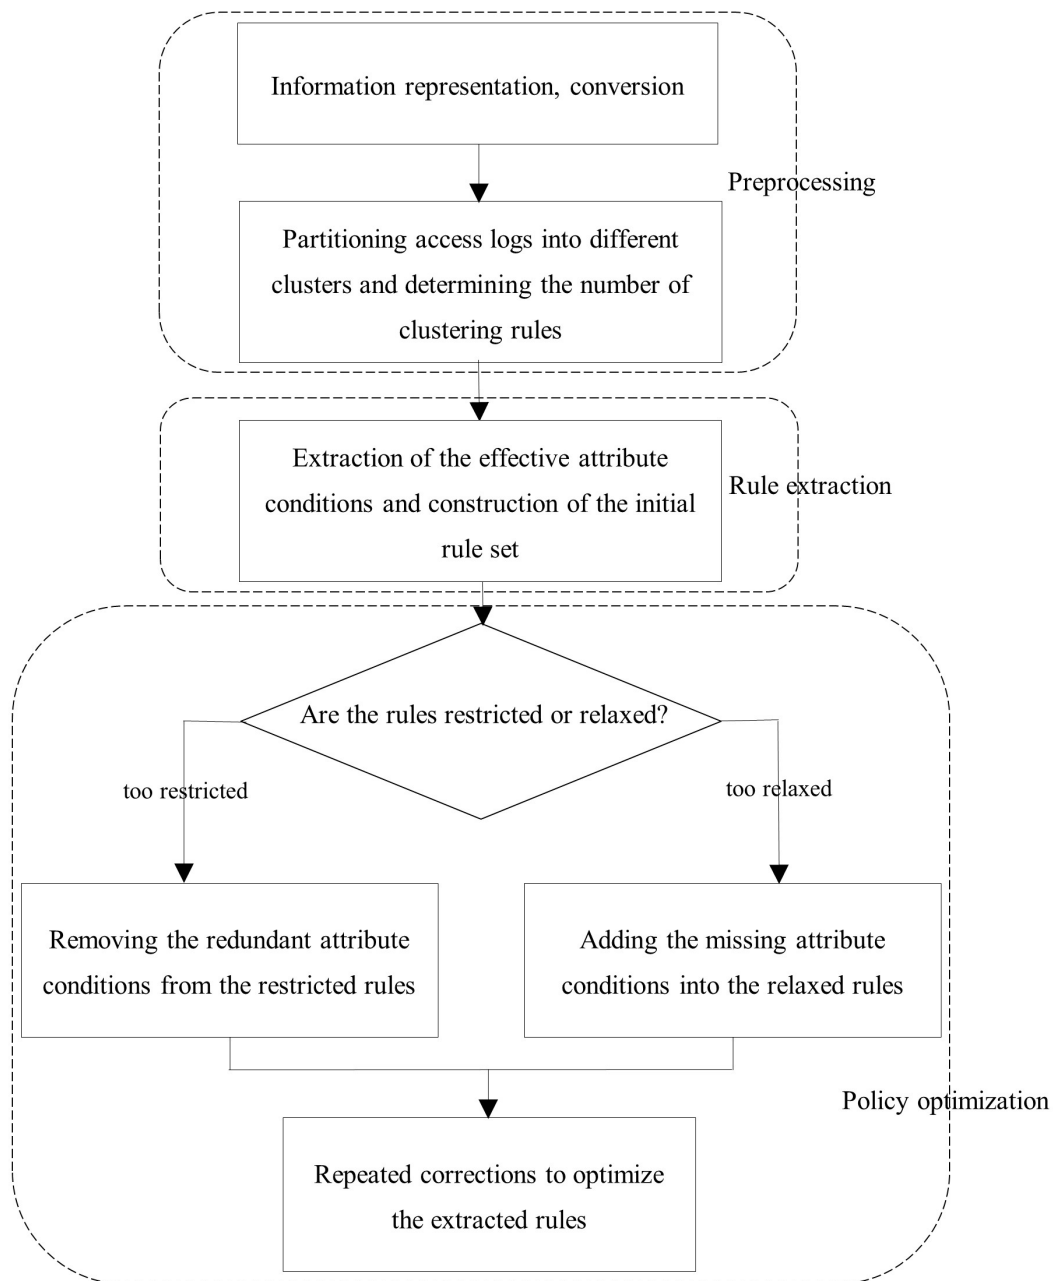 Information representation, conversion
Preprocessing
Partitioning access logs into different
clusters and determining the number of
clustering rules
Extraction of the effective attribute
conditions and construction of the initial
rule set
Rule extraction
Are the rules restricted or relaxed?
too restricted
too relaxed
Removing the redundant attribute
conditions from the restricted rules
Adding the missing attribute
conditions into the relaxed rules
Policy optimization
Repeated corrections to optimize
the extracted rules